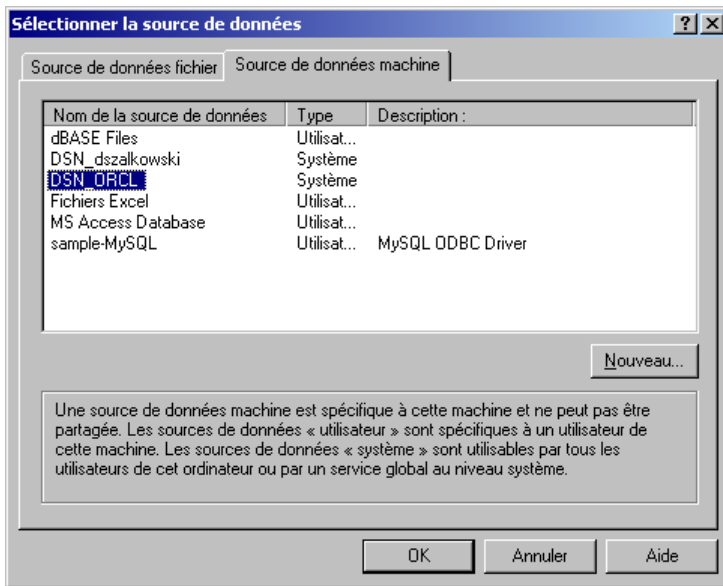 Sélectionner la source de données
Source de données fichier Source de données machine
Nom de la source de données Type Description :
dBASE Files Utilisat...
DSN_dszalkowski Système
DSN_ORCL Système
Fichiers Excel Utilisat...
MS Access Database Utilisat...
sample-MySQL Utilisat... MySQL ODBC Driver
Nouveau...
Une source de données machine est spécifique à cette machine et ne peut pas être
partagée. Les sources de données « utilisateur » sont spécifiques à un utilisateur de
cette machine. Les sources de données « système » sont utilisables par tous les
utilisateurs de cet ordinateur ou par un service global au niveau système.
OK Annuler Aide